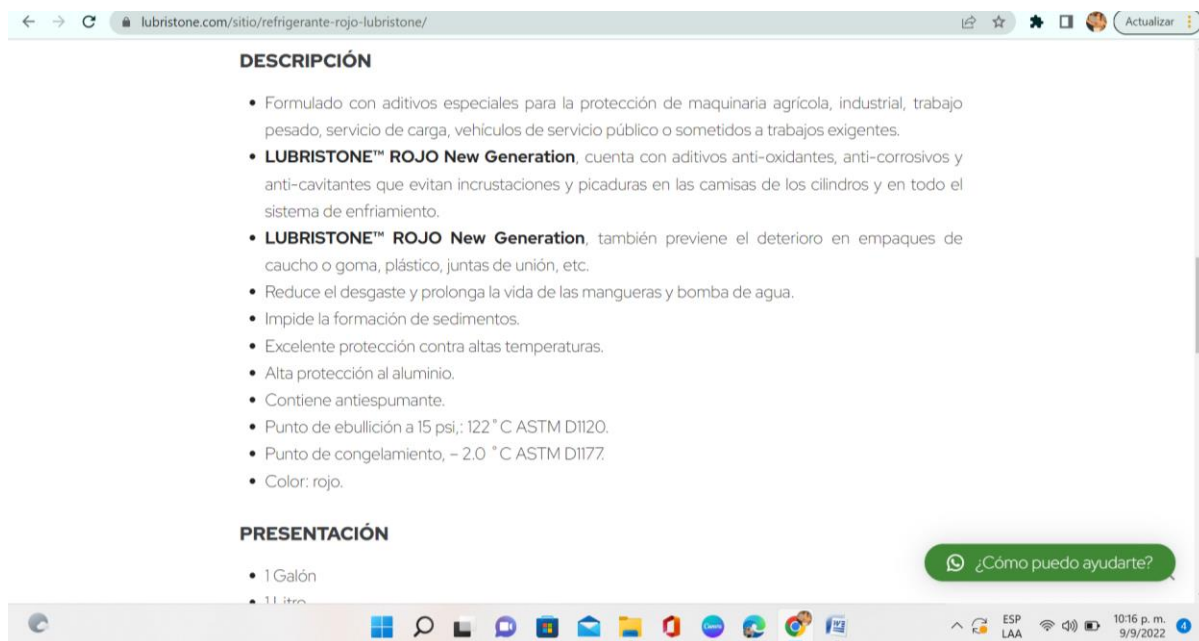 lubristone.com/sitio/refrigerante-rojo-lubristone/
Actualizar
DESCRIPCIÓN
• Formulado con aditivos especiales para la protección de maquinaria agrícola, industrial, trabajo
pesado, servicio de carga, vehículos de servicio público o sometidos a trabajos exigentes.
• LUBRISTONE™ ROJO New Generation, cuenta con aditivos anti-oxidantes, anti-corrosivos y
anti-cavitantes que evitan incrustaciones y picaduras en las camisas de los cilindros y en todo el
sistema de enfriamiento.
• LUBRISTONE™ ROJO New Generation, también previene el deterioro en empaques de
caucho o goma, plástico, juntas de unión, etc.
• Reduce el desgaste y prolonga la vida de las mangueras y bomba de agua.
• Impide la formación de sedimentos.
• Excelente protección contra altas temperaturas.
• Alta protección al aluminio.
• Contiene antiespumante.
• Punto de ebullición a 15 psi,: 122°C ASTM D1120.
• Punto de congelamiento, – 2.0 °C ASTM D1177.
• Color: rojo.
PRESENTACIÓN
• 1 Galón
• 1 Litro
¿Cómo puedo ayudarte?
ESP
LAA
10:16 p. m.
9/9/2022
4